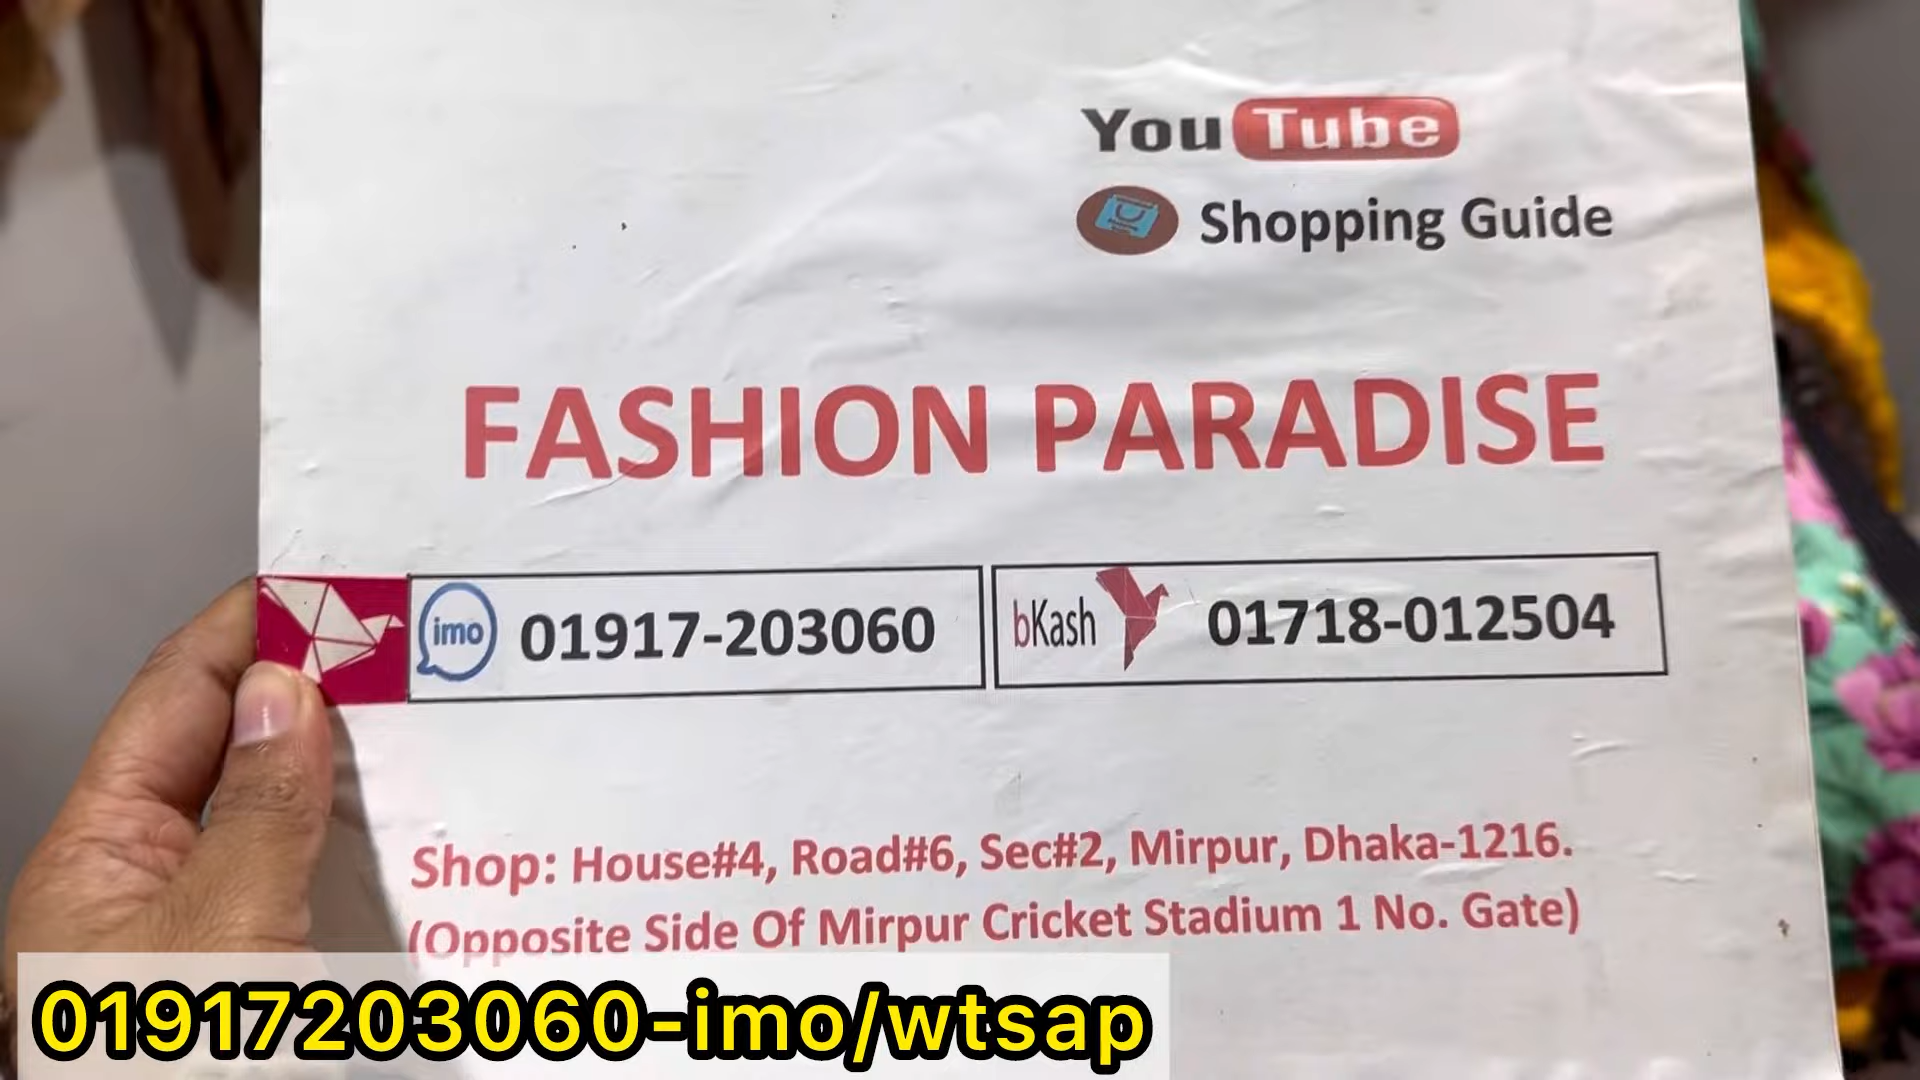 YouTube
Shopping Guide
FASHION PARADISE
imo 01917-203060 bKash 01718-012504
Shop: House#4, Road#6, Sec#2, Mirpur, Dhaka-1216.
(Opposite Side Of Mirpur Cricket Stadium 1 No. Gate)
01917203060-imo/wtsap